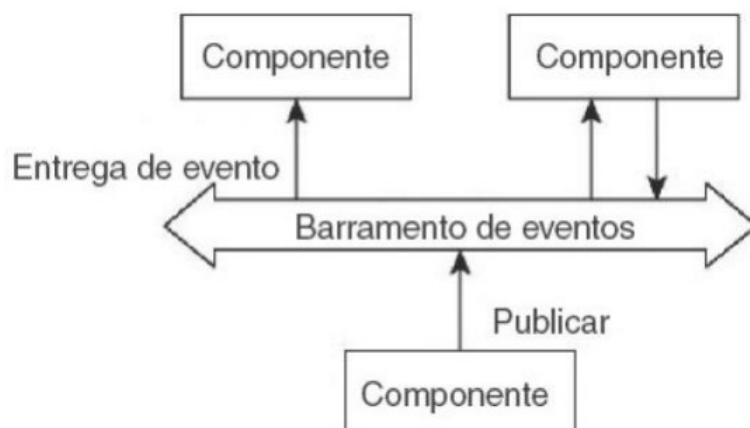 Componente
Componente
Entrega de evento
Barramento de eventos
Publicar
Componente